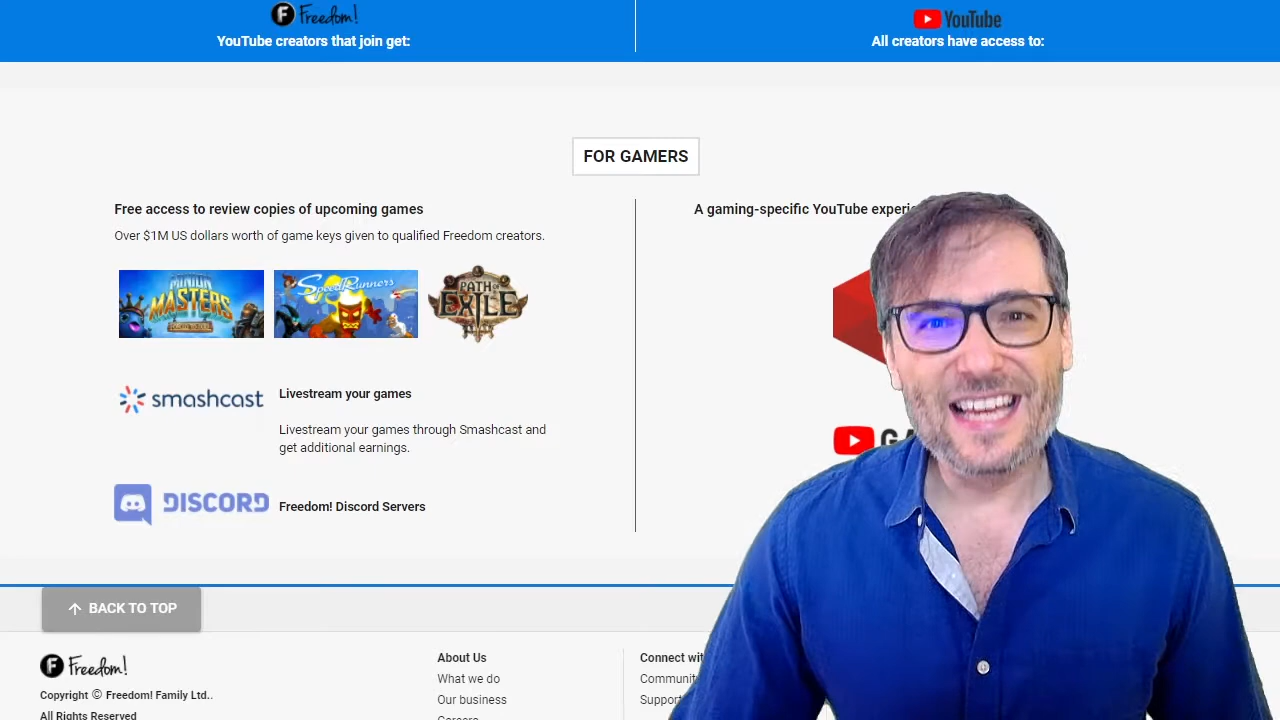 Freedom!
YouTube creators that join get:
YouTube
All creators have access to:
FOR GAMERS
Free access to review copies of upcoming games
Over $1M US dollars worth of game keys given to qualified Freedom creators.
MINION
MASTERS
SpeedRunners
PATH OF
EXILE
smashcast
Livestream your games
Livestream your games through Smashcast and
get additional earnings.
DISCORD
Freedom! Discord Servers
A gaming-specific YouTube
BACK TO TOP
Freedom!
Copyright © Freedom! Family Ltd..
All Rights Reserved
About Us
What we do
Our business
Careers
Connect
Support